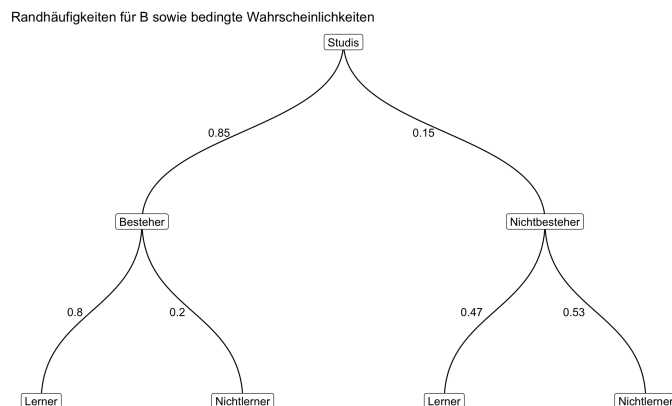 Randhäufigkeiten für B sowie bedingte Wahrscheinlichkeiten
Studis
0.85
0.15
Besteher
Nichtbesteher
0.8
0.2
0.47
0.53
Lerner
Nichtlerner
Lerner
Nichtlerner